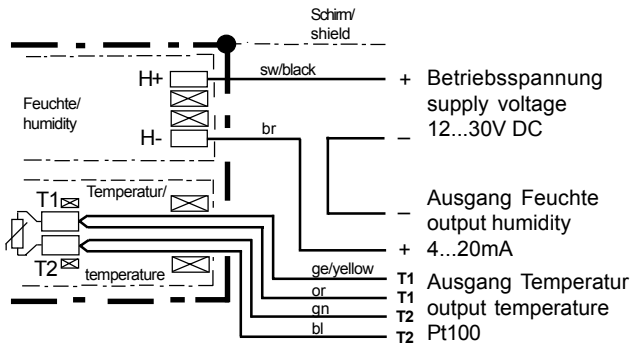 Schirm/
shield
H+
sw/black
+ Betriebsspannung
supply voltage
12...30V DC
–
Feuchte/
humidity
H-
br
– Ausgang Feuchte
output humidity
+ 4...20mA
T1
Temperatur/
T2
temperature
ge/yellow
T1 Ausgang Temperatur
or
T1 output temperature
gn
T2 Pt100
bl
T2